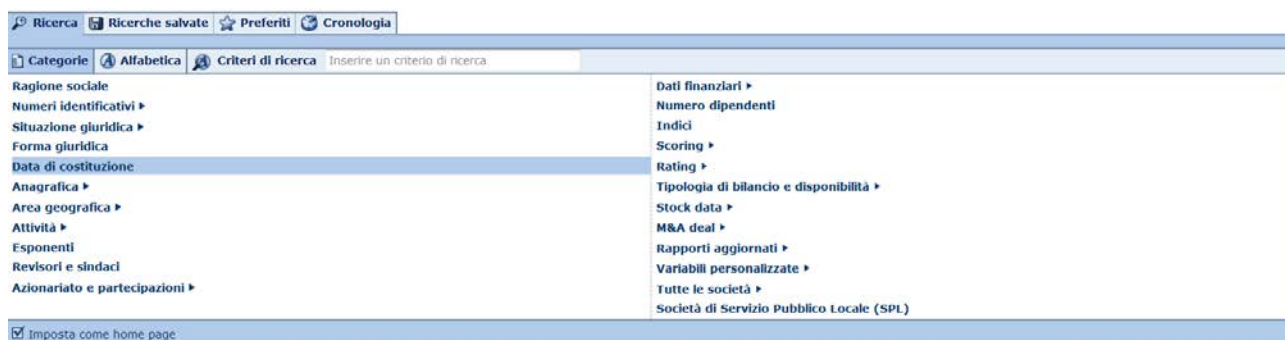 Ricerca Ricerche salvate Preferiti Cronologia
Categorie Alfabetica Criteri di ricerca Inserire un criterio di ricerca
Ragione sociale
Numeri identificativi
Situazione giuridica
Forma giuridica
Data di costituzione
Anagrafica
Area geografica
Attività
Esponenti
Revisori e sindaci
Azionariato e partecipazioni
Dati finanziari
Numero dipendenti
Indici
Scoring
Rating
Tipologia di bilancio e disponibilità
Stock data
M&A deal
Rapporti aggiornati
Variabili personalizzate
Tutte le società
Società di Servizio Pubblico Locale (SPL)
Imposta come home page